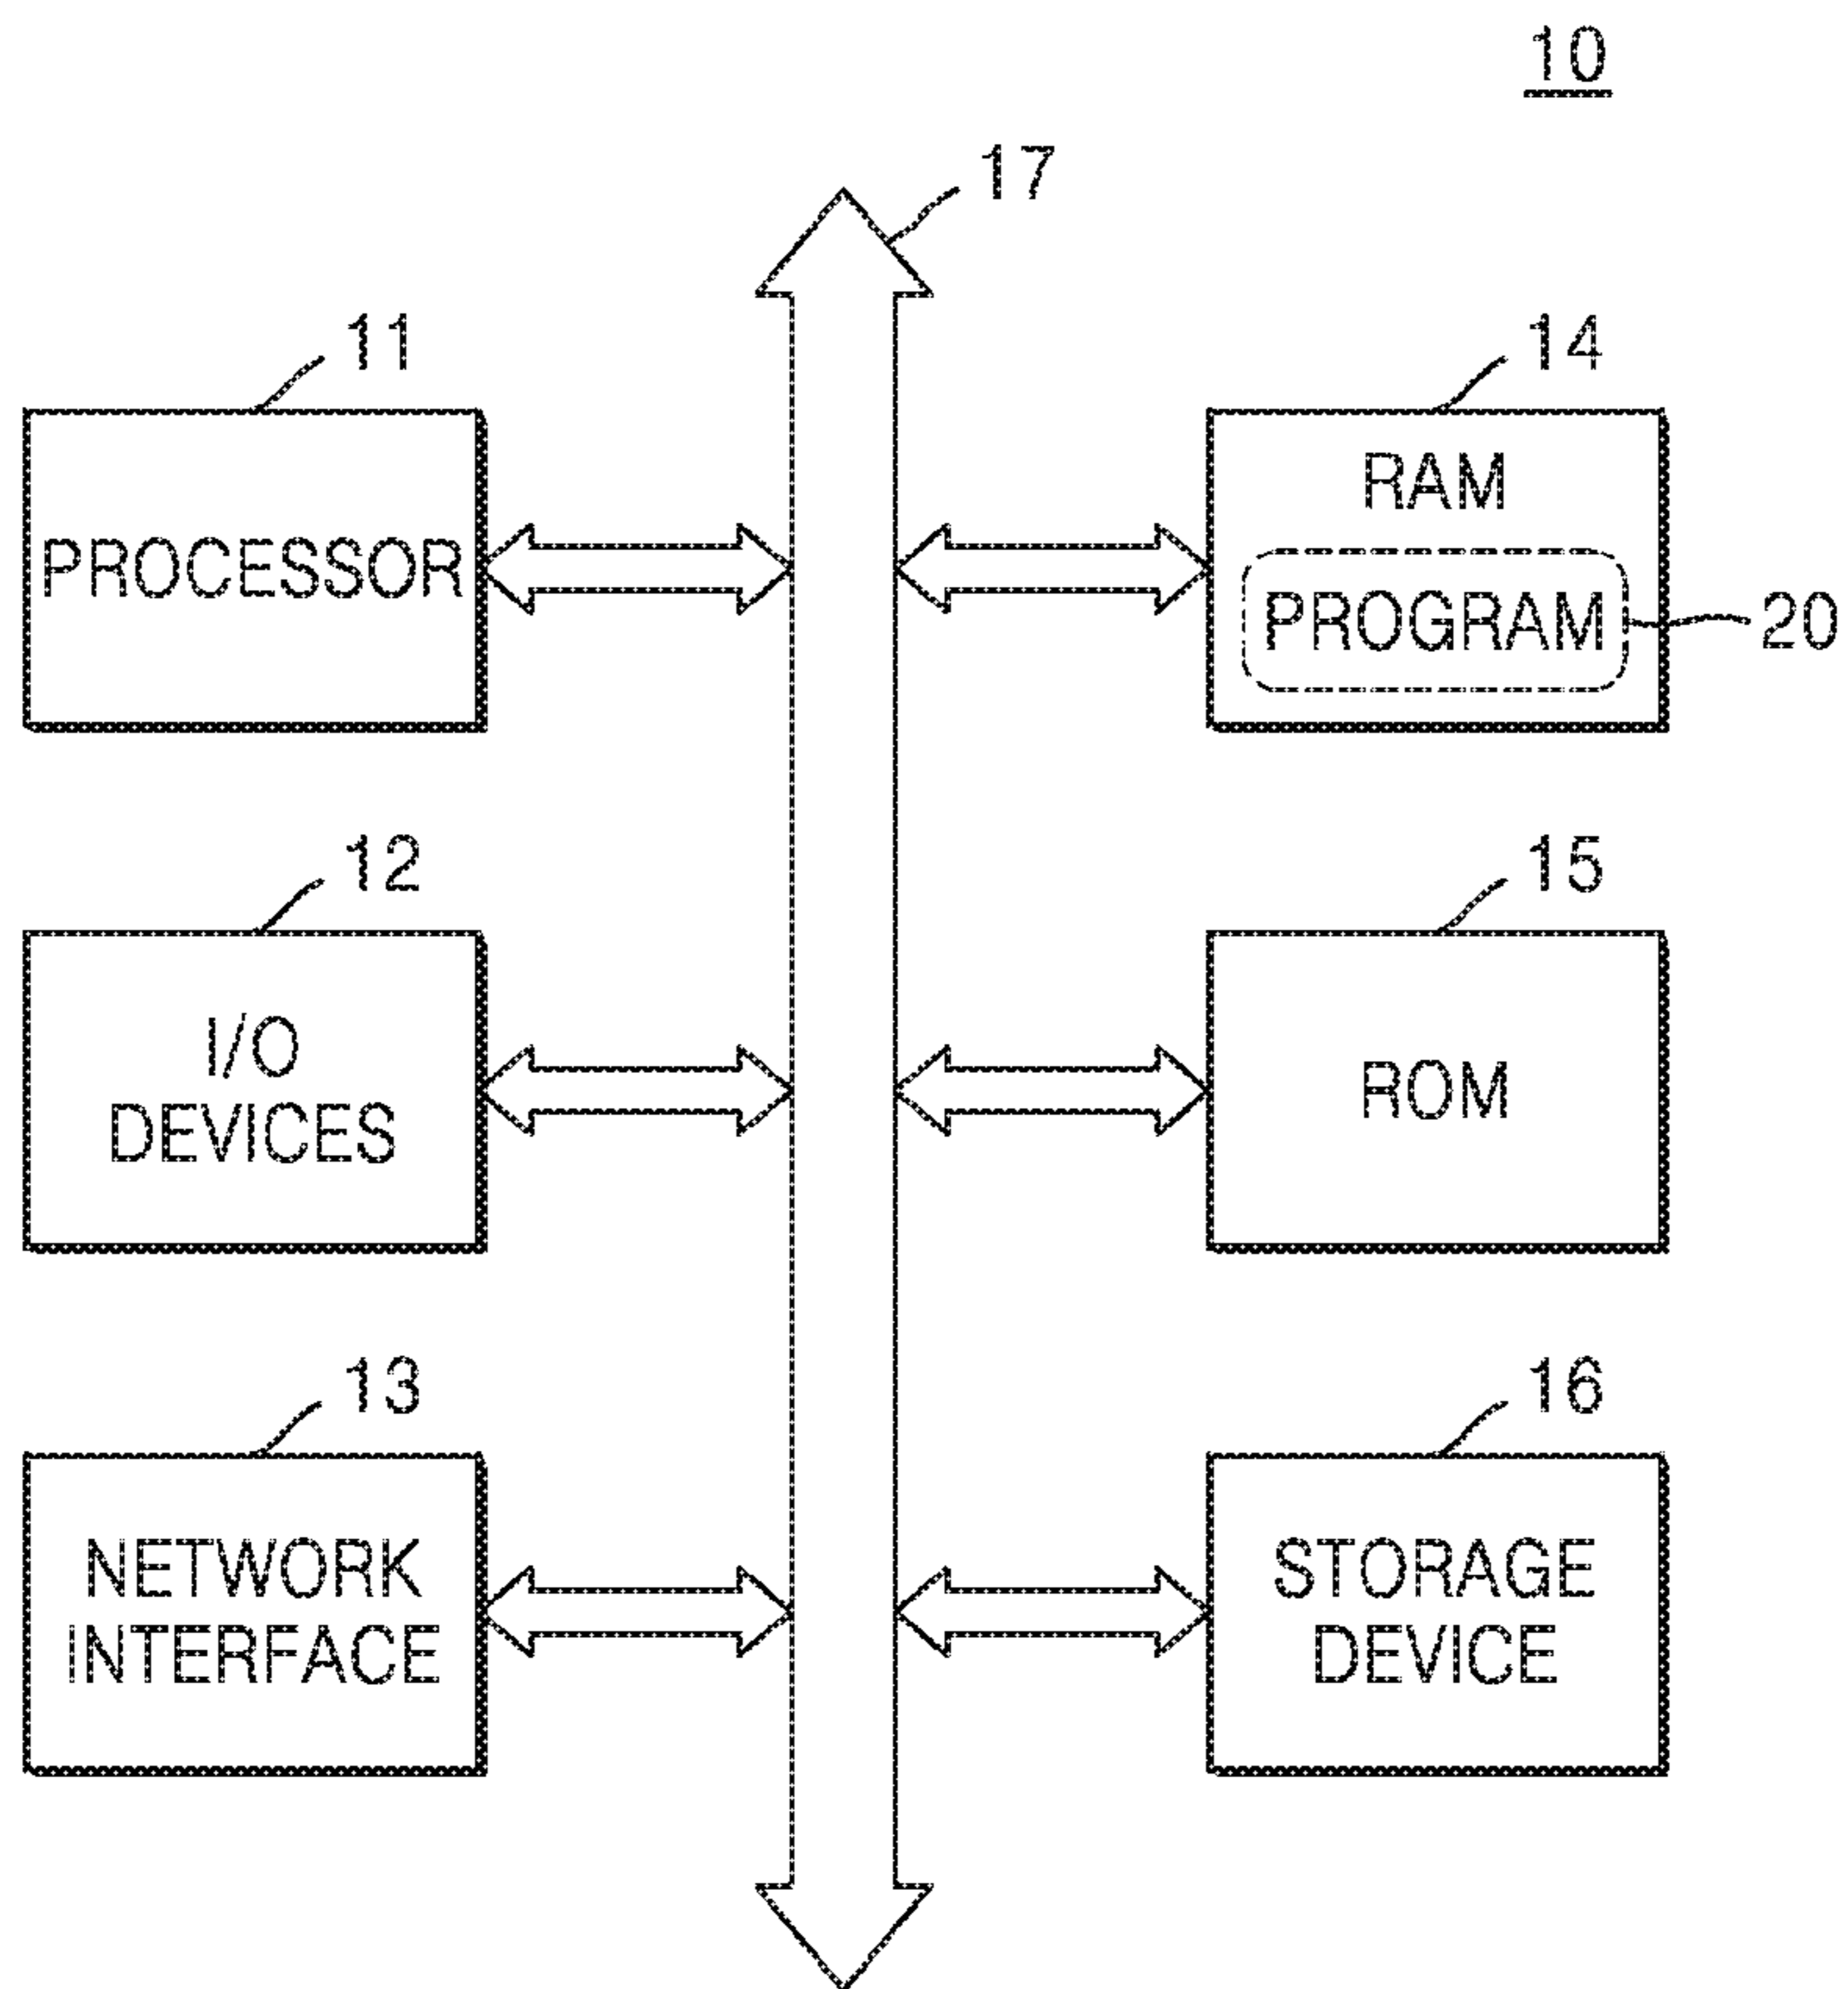 10
17
11
PROCESSOR
14
RAM
PROGRAM
20
12
I/O
DEVICES
15
ROM
13
NETWORK
INTERFACE
16
STORAGE
DEVICE